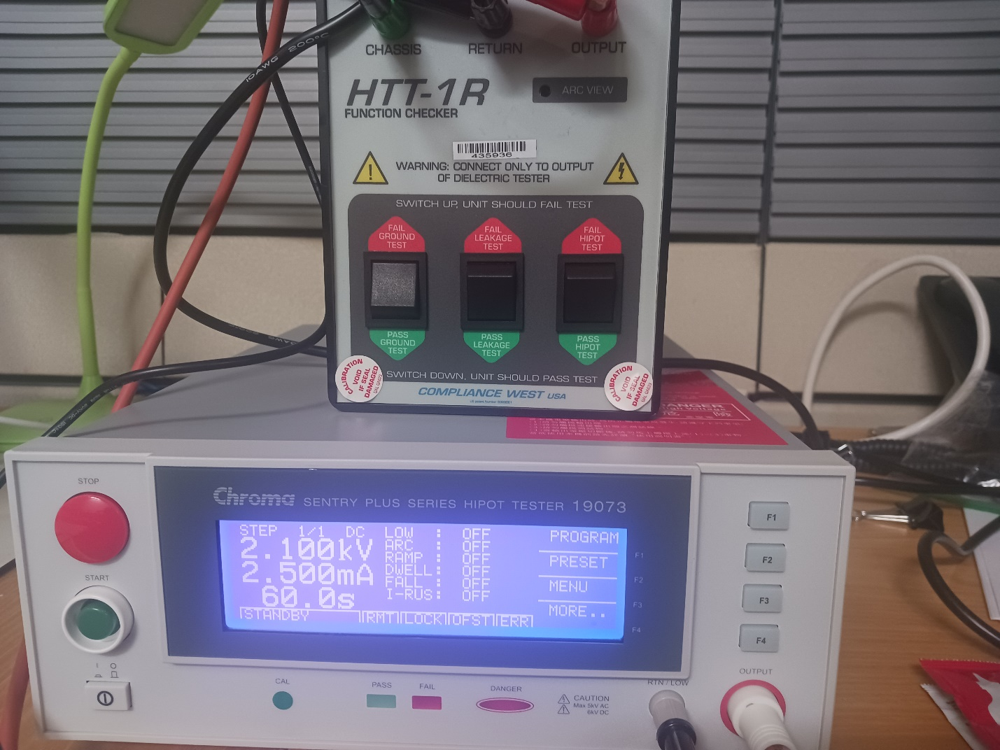 10AWG 200°C
CHASSIS RETURN OUTPUT
HTT-1R
FUNCTION CHECKER
ARC VIEW
435936
WARNING: CONNECT ONLY TO OUTPUT
OF DIELECTRIC TESTER
SWITCH UP, UNIT SHOULD FAIL TEST
FAIL
GROUND
TEST
FAIL
LEAKAGE
TEST
FAIL
HIPOT
TEST
PASS
GROUND
TEST
PASS
LEAKAGE
TEST
PASS
HIPOT
TEST
SWITCH DOWN, UNIT SHOULD PASS TEST
CALIBRATION
VOID
IF SEAL
DAMAGED
CALIBRATION
VOID
IF SEAL
DAMAGED
COMPLIANCE WEST USA
DANGER
High Voltage
危 險
STOP
START
Chroma SENTRY PLUS SERIES HIPOT TESTER 19073
STEP 1/1 DC
2.100kV
2.500mA
60.0s
LOW : OFF
ARC : OFF
RAMP : OFF
DWELL: OFF
FALL : OFF
I-RUS: OFF
PROGRAM
PRESET
MENU
MORE..
STANDBY RMT LOCK OFST ERR
F1
F2
F3
F4
F1
F2
F3
F4
CAL
PASS
FAIL
DANGER
CAUTION
Max 5kV AC
6kV DC
RTN / LOW
OUTPUT